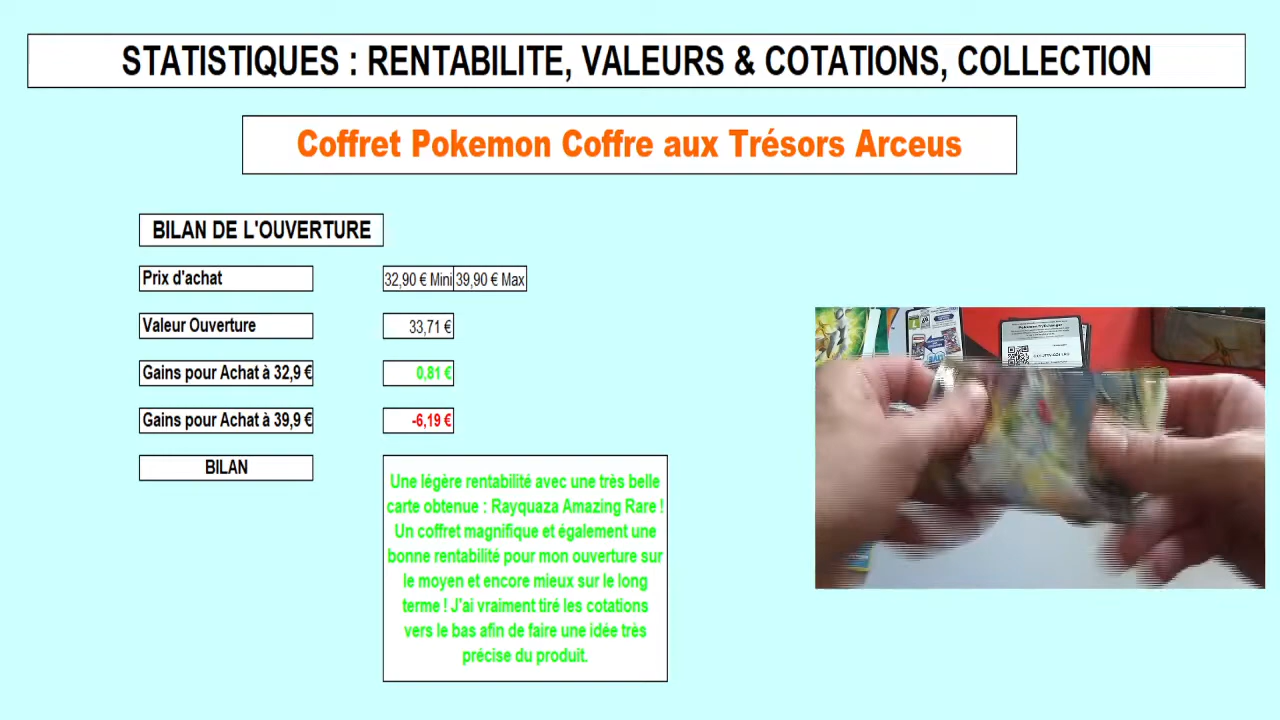 STATISTIQUES : RENTABILITE, VALEURS & COTATIONS, COLLECTION
Coffret Pokemon Coffre aux Trésors Arceus
BILAN DE L'OUVERTURE
Prix d'achat 32,90 € Mini 39,90 € Max
Valeur Ouverture 33,71 €
Gains pour Achat à 32,9 € 0,81 €
Gains pour Achat à 39,9 € -6,19 €
BILAN
Une légère rentabilité avec une très belle
carte obtenue : Rayquaza Amazing Rare !
Un coffret magnifique et également une
bonne rentabilité pour mon ouverture sur
le moyen et encore mieux sur le long
terme ! J'ai vraiment tiré les cotations
vers le bas afin de faire une idée très
précise du produit.